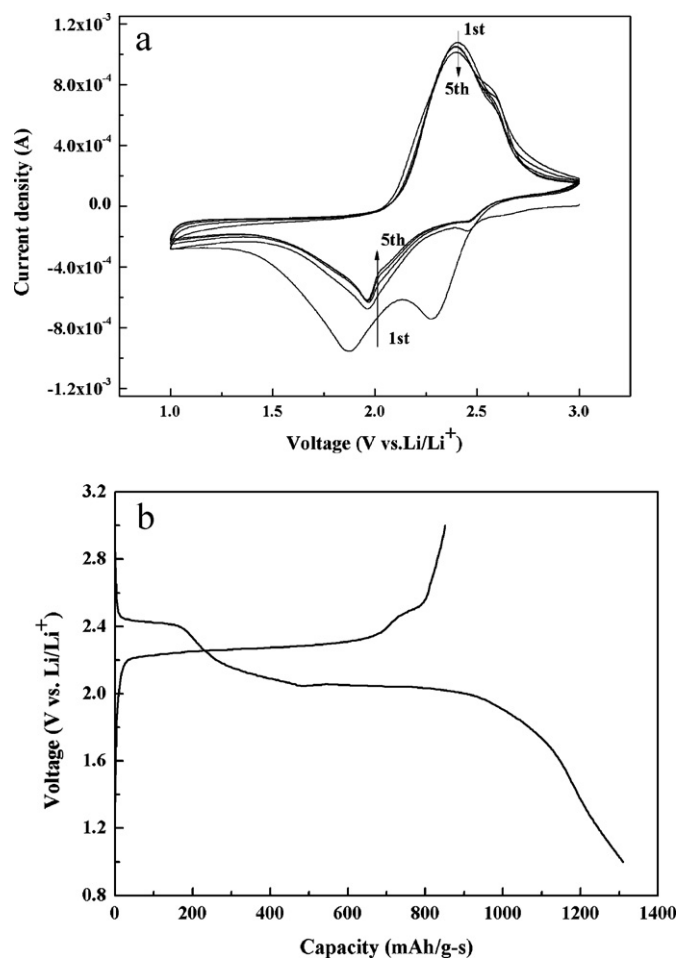 a
1.2x10⁻³
8.0x10⁻⁴
4.0x10⁻⁴
0.0
-4.0x10⁻⁴
-8.0x10⁻⁴
-1.2x10⁻³
Current density (A)
1st
5th
5th
1st
1.0 1.5 2.0 2.5 3.0
Voltage (V vs.Li/Li⁺)
b
3.2
2.8
2.4
2.0
1.6
1.2
0.8
Voltage (V vs. Li/Li⁺)
0 200 400 600 800 1000 1200 1400
Capacity (mAh/g-s)